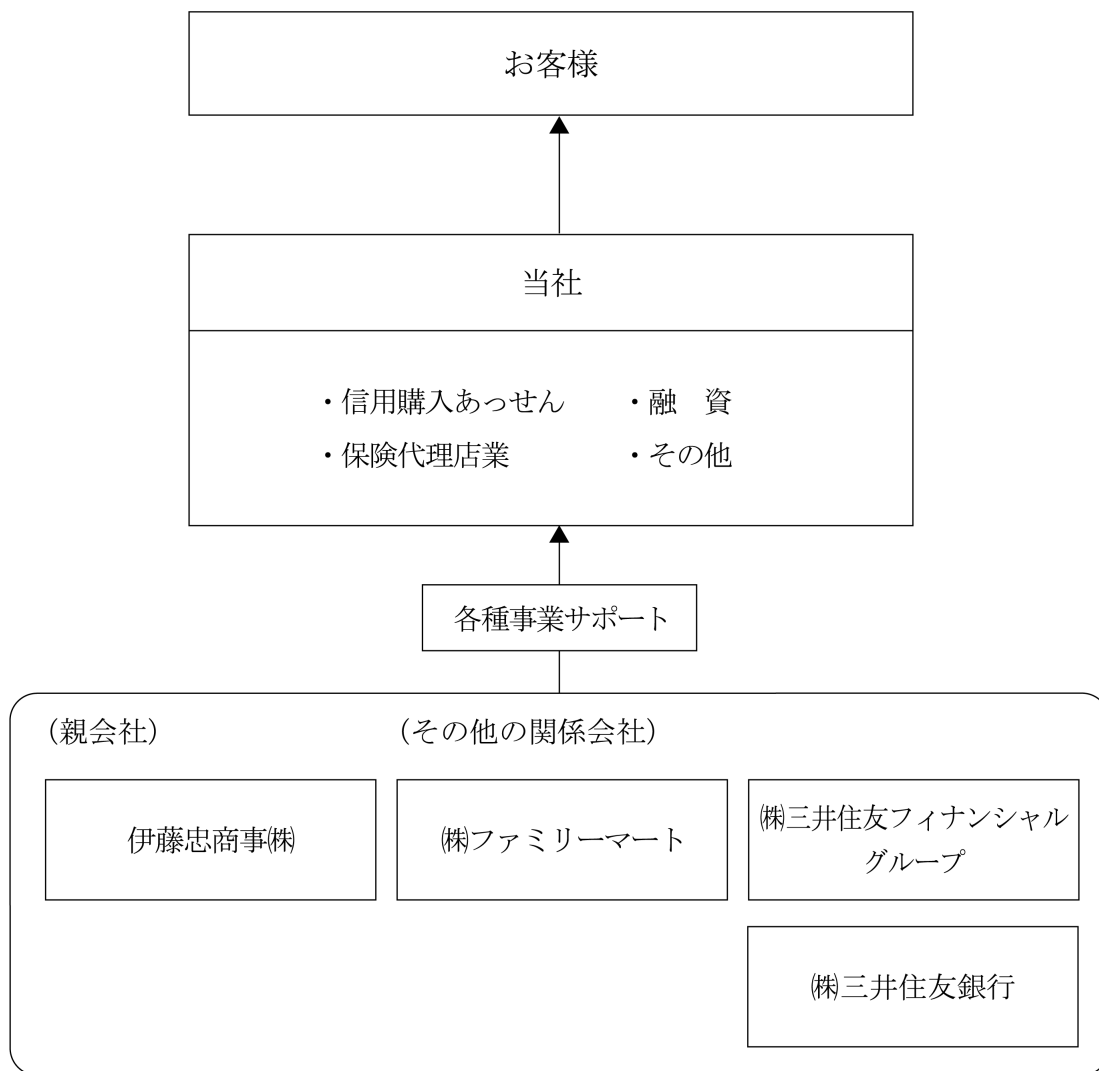 お客様
当社
・信用購入あっせん　・融　資
・保険代理店業　・その他
各種事業サポート
（親会社）　（その他の関係会社）
伊藤忠商事㈱
㈱ファミリーマート
㈱三井住友フィナンシャル
グループ
㈱三井住友銀行